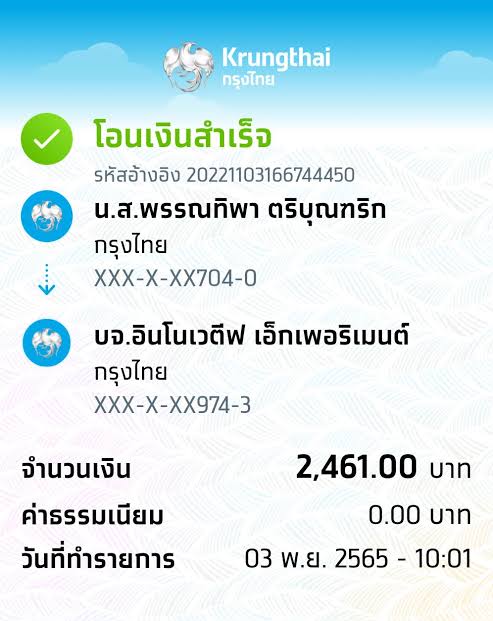 Krungthai
กรุงไทย
โอนเงินสำเร็จ
รหัสอ้างอิง 20221103166744450
น.ส.พรรณทิพา ตริบุณฑริก
กรุงไทย
XXX-X-XX704-0
บจ.อินโนเวตีฟ เอ็กเพอริเมนต์
กรุงไทย
XXX-X-XX974-3
จำนวนเงิน 2,461.00 บาท
ค่าธรรมเนียม 0.00 บาท
วันที่ทำรายการ 03 พ.ย. 2565 - 10:01